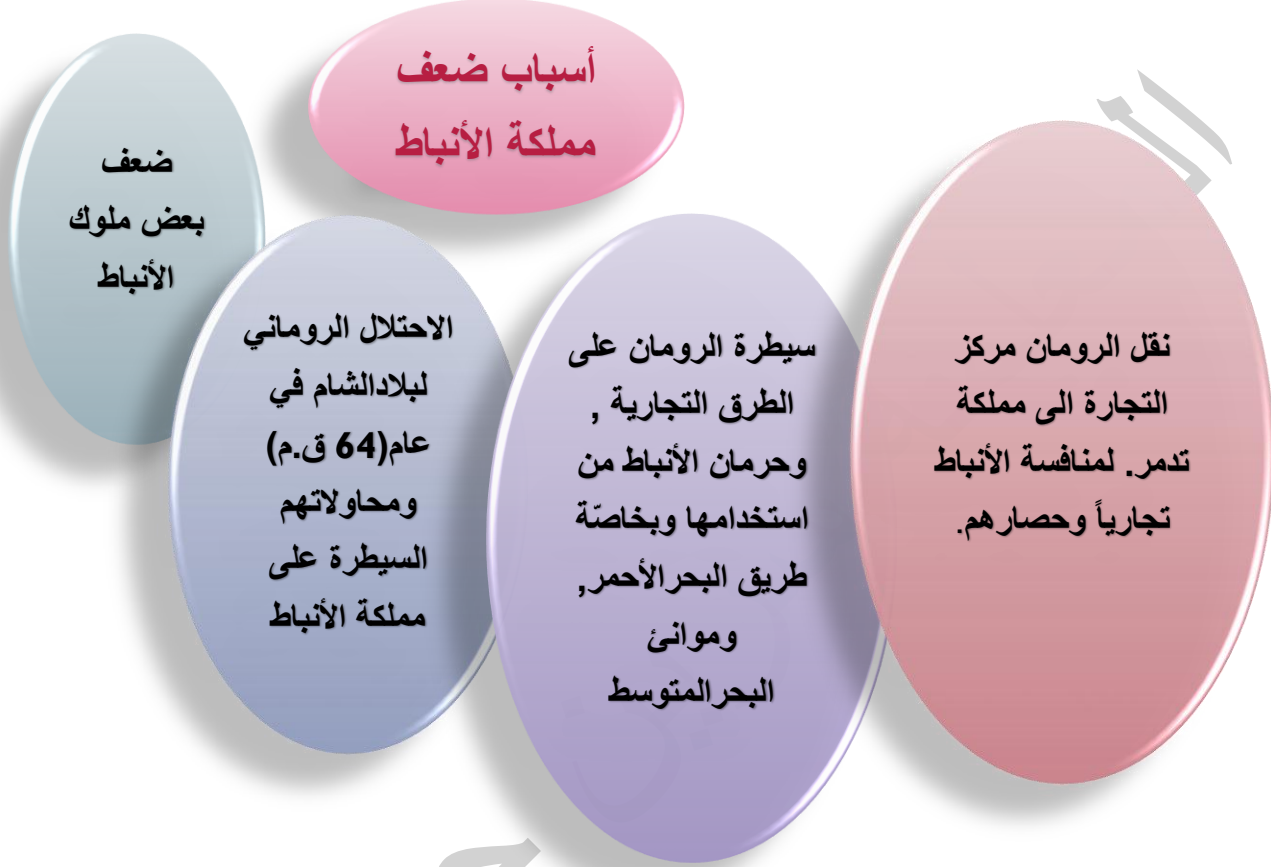 أسباب ضعف
مملكة الأنباط
نقل الرومان مركز
التجارة الى مملكة
تدمر. لمنافسة الأنباط
تجارياً وحصارهم.
سيطرة الرومان على
الطرق التجارية ,
وحرمان الأنباط من
استخدامها وبخاصّة
طريق البحرالأحمر,
وموانئ
البحرالمتوسط
الاحتلال الروماني
لبلادالشام في
عام(64 ق.م)
ومحاولاتهم
السيطرة على
مملكة الأنباط
ضعف
بعض ملوك
الأنباط